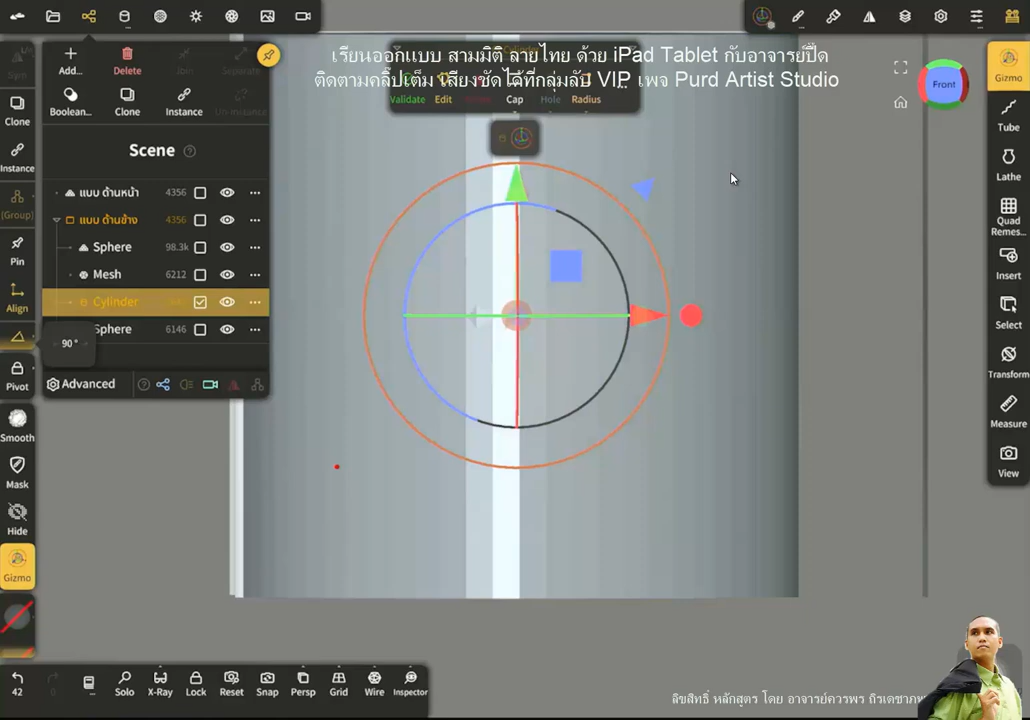 เรียนออกแบบ สามมิติ ลายไทย ด้วย iPad Tablet กับอาจารย์ปื๊ด
ติดตามคลิ๊ปเต็ม เสียงชัด ได้ที่กลุ่มลับ VIP เพจ Purd Artist Studio
Add...
Delete
Join
Separate
Boolean...
Clone
Instance
Un-instance
Validate
Edit
Cap
Hole
Radius
Front
Scene
แบบ ด้านหน้า 4356
แบบ ด้านข้าง 4356
Sphere 98.3k
Mesh 6212
Cylinder
Sphere 6146
90°
Advanced
Clone
Instance
(Group)
Pin
Align
Pivot
Smooth
Mask
Hide
Gizmo
Gizmo
Tube
Lathe
Quad Remes...
Insert
Select
Transform
Measure
View
42
0
Solo
X-Ray
Lock
Reset
Snap
Persp
Grid
Wire
Inspector
ลิขสิทธิ์ หลักสูตร โดย อาจารย์ควรพร ถิรเดชาภ